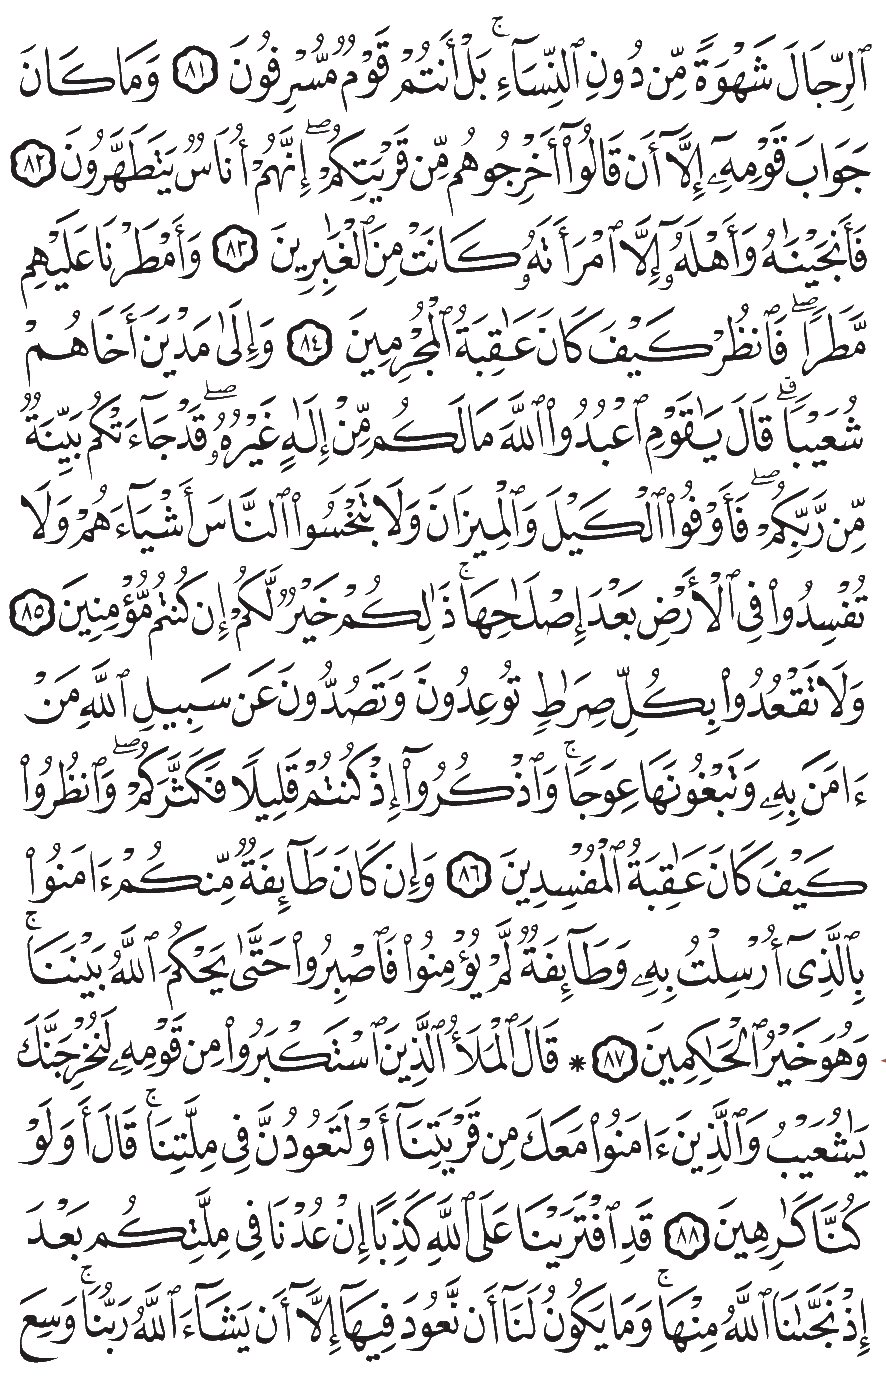 ٱلرِّجَالَ شَهۡوَةٗ مِّن دُونِ ٱلنِّسَآءِۚ بَلۡ أَنتُمۡ قَوۡمٞ مُّسۡرِفُونَ ٨١ وَمَا كَانَ
جَوَابَ قَوۡمِهِۦٓ إِلَّآ أَن قَالُوٓاْ أَخۡرِجُوهُم مِّن قَرۡيَتِكُمۡۖ إِنَّهُمۡ أُنَاسٞ يَتَطَهَّرُونَ ٨٢
فَأَنجَيۡنَٰهُ وَأَهۡلَهُۥٓ إِلَّا ٱمۡرَأَتَهُۥ كَانَتۡ مِنَ ٱلۡغَٰبِرِينَ ٨٣ وَأَمۡطَرۡنَا عَلَيۡهِم
مَّطَرٗاۖ فَٱنظُرۡ كَيۡفَ كَانَ عَٰقِبَةُ ٱلۡمُجۡرِمِينَ ٨٤ وَإِلَىٰ مَدۡيَنَ أَخَاهُمۡ
شُعَيۡبٗاۚ قَالَ يَٰقَوۡمِ ٱعۡبُدُواْ ٱللَّهَ مَا لَكُم مِّنۡ إِلَٰهٍ غَيۡرُهُۥۖ قَدۡ جَآءَتۡكُم بَيِّنَةٞ
مِّن رَّبِّكُمۡۖ فَأَوۡفُواْ ٱلۡكَيۡلَ وَٱلۡمِيزَانَ وَلَا تَبۡخَسُواْ ٱلنَّاسَ أَشۡيَآءَهُمۡ وَلَا
تُفۡسِدُواْ فِي ٱلۡأَرۡضِ بَعۡدَ إِصۡلَٰحِهَاۚ ذَٰلِكُمۡ خَيۡرٞ لَّكُمۡ إِن كُنتُم مُّؤۡمِنِينَ ٨٥
وَلَا تَقۡعُدُواْ بِكُلِّ صِرَٰطٖ تُوعِدُونَ وَتَصُدُّونَ عَن سَبِيلِ ٱللَّهِ مَنۡ
ءَامَنَ بِهِۦ وَتَبۡغُونَهَا عِوَجٗاۚ وَٱذۡكُرُوٓاْ إِذۡ كُنتُمۡ قَلِيلٗا فَكَثَّرَكُمۡۖ وَٱنظُرُواْ
كَيۡفَ كَانَ عَٰقِبَةُ ٱلۡمُفۡسِدِينَ ٨٦ وَإِن كَانَ طَآئِفَةٞ مِّنكُمۡ ءَامَنُواْ
بِٱلَّذِيٓ أُرۡسِلۡتُ بِهِۦ وَطَآئِفَةٞ لَّمۡ يُؤۡمِنُواْ فَٱصۡبِرُواْ حَتَّىٰ يَحۡكُمَ ٱللَّهُ بَيۡنَنَاۚ
وَهُوَ خَيۡرُ ٱلۡحَٰكِمِينَ ٨٧ * قَالَ ٱلۡمَلَأُ ٱلَّذِينَ ٱسۡتَكۡبَرُواْ مِن قَوۡمِهِۦ لَنُخۡرِجَنَّكَ
يَٰشُعَيۡبُ وَٱلَّذِينَ ءَامَنُواْ مَعَكَ مِن قَرۡيَتِنَآ أَوۡ لَتَعُودُنَّ فِي مِلَّتِنَاۚ قَالَ أَوَلَوۡ
كُنَّا كَٰرِهِينَ ٨٨ قَدِ ٱفۡتَرَيۡنَا عَلَى ٱللَّهِ كَذِبًا إِنۡ عُدۡنَا فِي مِلَّتِكُم بَعۡدَ
إِذۡ نَجَّىٰنَا ٱللَّهُ مِنۡهَاۚ وَمَا يَكُونُ لَنَآ أَن نَّعُودَ فِيهَآ إِلَّآ أَن يَشَآءَ ٱللَّهُ رَبُّنَاۚ وَسِعَ